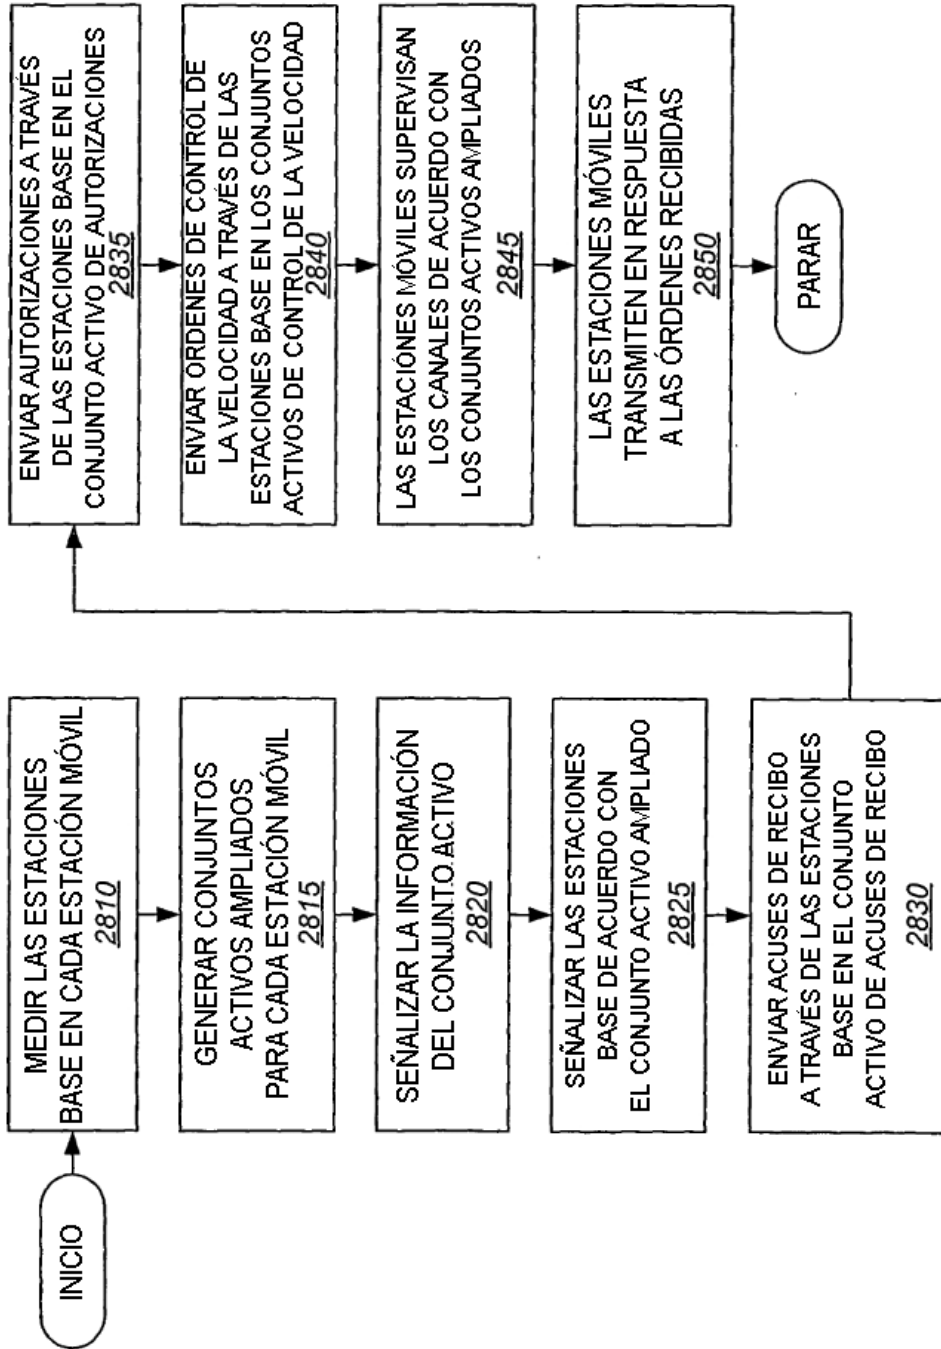 INICIO
MEDIR LAS ESTACIONES
BASE EN CADA ESTACIÓN MÓVIL
2810
GENERAR CONJUNTOS
ACTIVOS AMPLIADOS
PARA CADA ESTACIÓN MÓVIL
2815
SEÑALIZAR LA INFORMACIÓN
DEL CONJUNTO ACTIVO
2820
SEÑALIZAR LAS ESTACIONES
BASE DE ACUERDO CON
EL CONJUNTO ACTIVO AMPLIADO
2825
ENVIAR ACUSES DE RECIBO
A TRAVÉS DE LAS ESTACIONES
BASE EN EL CONJUNTO
ACTIVO DE ACUSES DE RECIBO
2830
ENVIAR AUTORIZACIONES A TRAVÉS
DE LAS ESTACIONES BASE EN EL
CONJUNTO ACTIVO DE AUTORIZACIONES
2835
ENVIAR ORDENES DE CONTROL DE
LA VELOCIDAD A TRAVÉS DE LAS
ESTACIONES BASE EN LOS CONJUNTOS
ACTIVOS DE CONTROL DE LA VELOCIDAD
2840
LAS ESTACIÓNES MÓVILES SUPERVISAN
LOS CANALES DE ACUERDO CON
LOS CONJUNTOS ACTIVOS AMPLIADOS
2845
LAS ESTACIONES MÓVILES
TRANSMITEN EN RESPUESTA
A LAS ÓRDENES RECIBIDAS
2850
PARAR